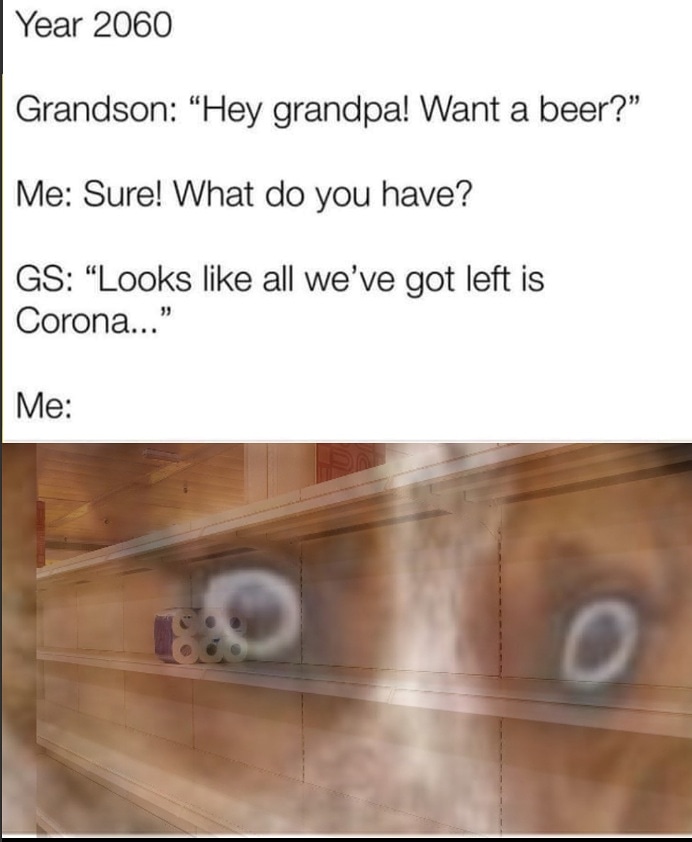 Year 2060
Grandson: “Hey grandpa! Want a beer?”
Me: Sure! What do you have?
GS: “Looks like all we’ve got left is
Corona...”
Me: